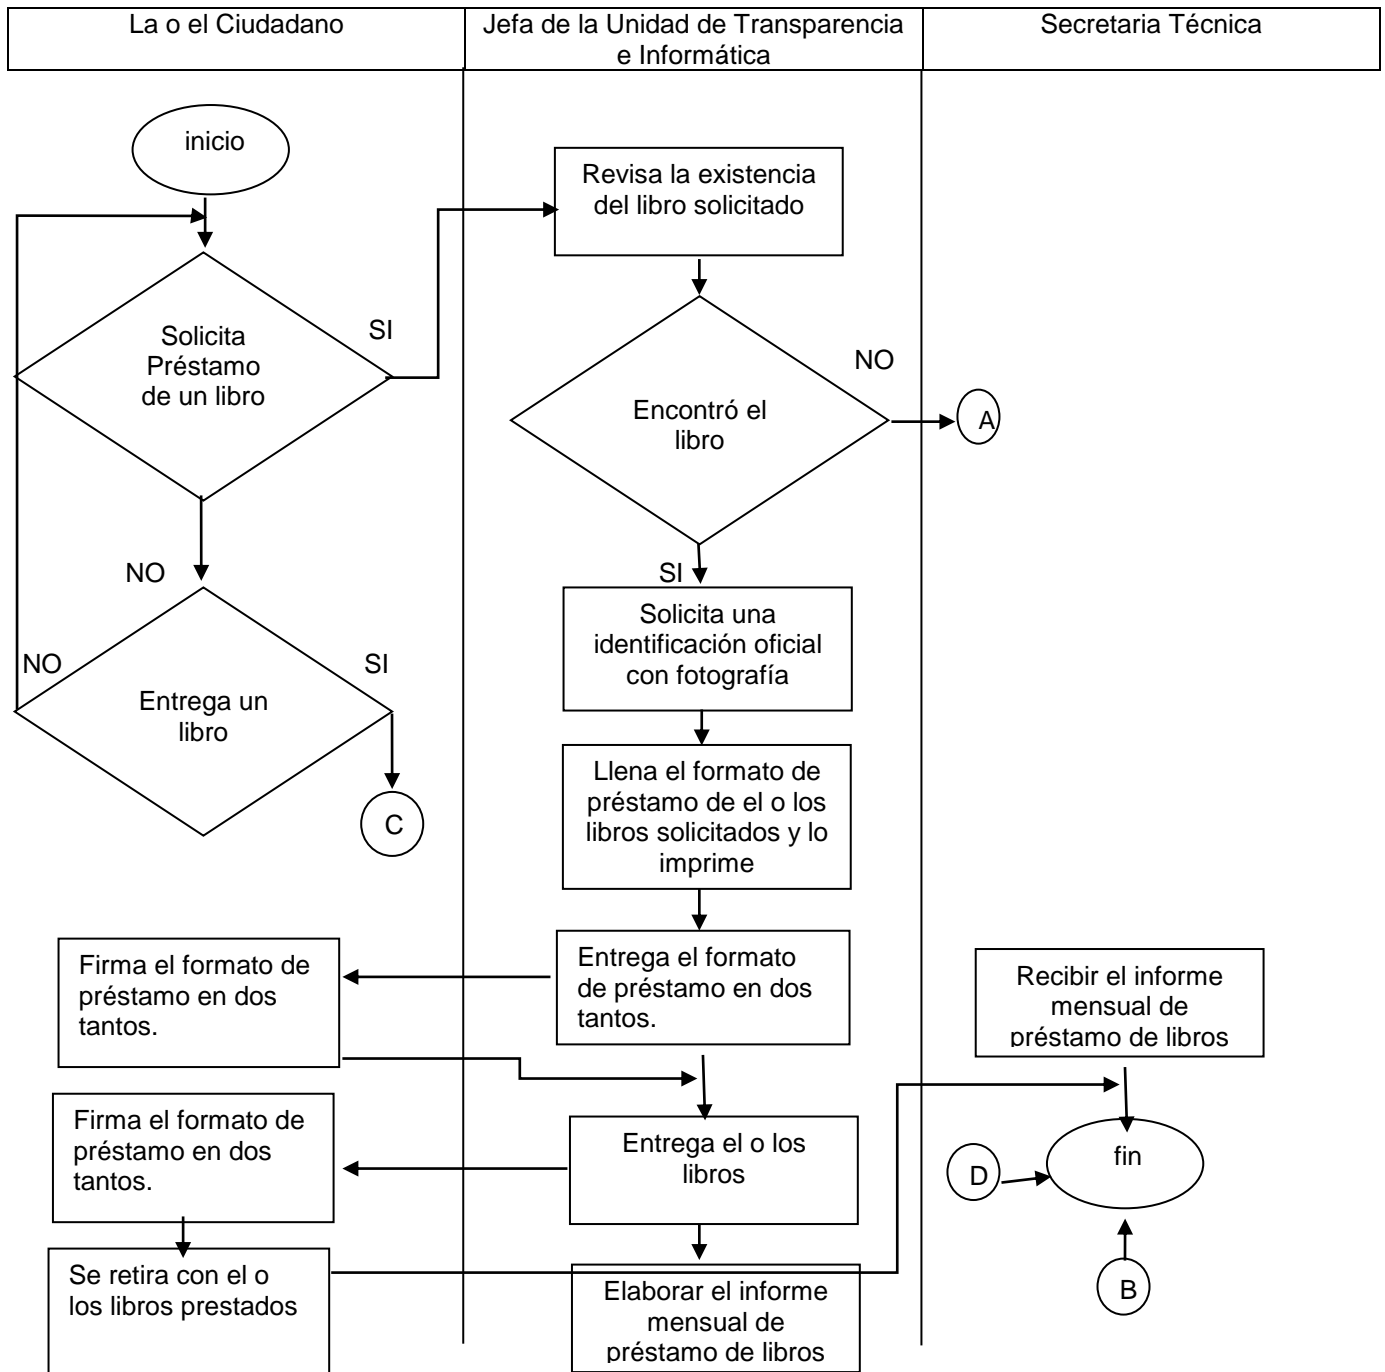 La o el Ciudadano
Jefa de la Unidad de Transparencia
e Informática
Secretaria Técnica
inicio
Solicita
Préstamo
de un libro
SI
NO
Entrega un
libro
NO
SI
C
Revisa la existencia
del libro solicitado
Encontró el
libro
NO
A
SI
Solicita una
identificación oficial
con fotografía
Llena el formato de
préstamo de el o los
libros solicitados y lo
imprime
Entrega el formato
de préstamo en dos
tantos.
Firma el formato de
préstamo en dos
tantos.
Entrega el o los
libros
Firma el formato de
préstamo en dos
tantos.
Se retira con el o
los libros prestados
Elaborar el informe
mensual de
préstamo de libros
Recibir el informe
mensual de
préstamo de libros
fin
D
B